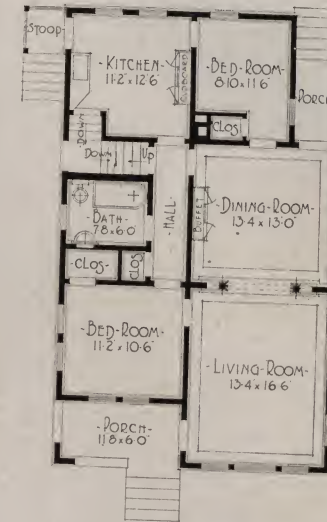 STOOP
-KITCHEN-
11-2" x 12'6"
CUPBOARD
-BED-ROOM-
8-10 x 11'6"
PORCH
CLOS
DOWN
DOWN
UP
-BATH-
7'8 x 6'0"
-HALL-
BUFFET
-DINING-ROOM-
13-4 x 13'-0"
-CLOS-
CLOS
-BED-ROOM-
11'-2" x 10'-6"
-LIVING-ROOM-
13'-4" x 16'6"
-PORCH-
11'8 x 6'0"